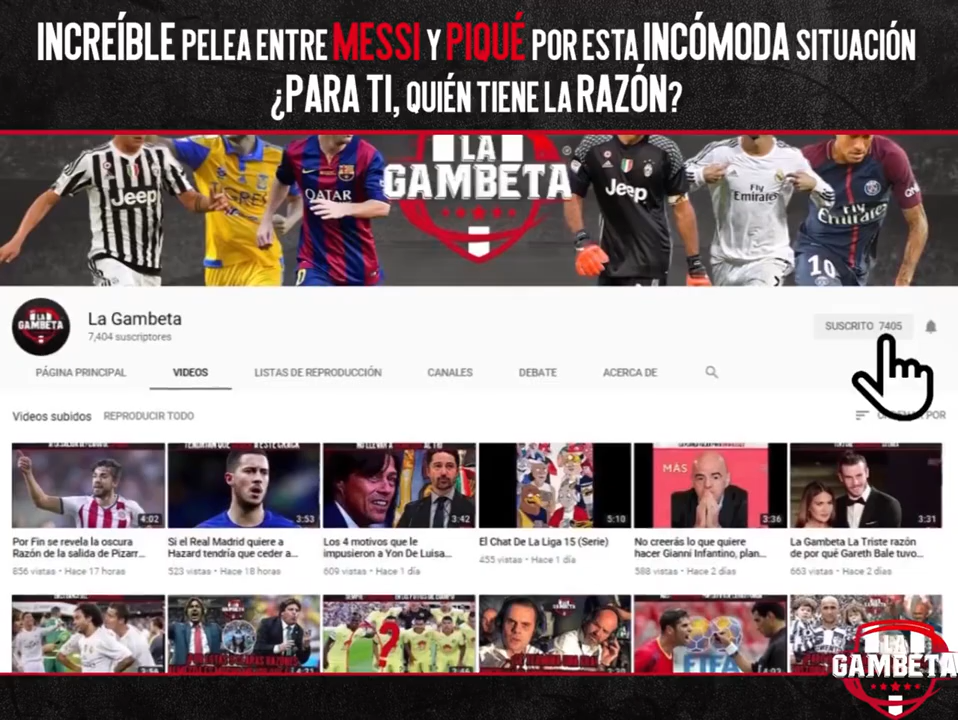 INCREÍBLE PELEA ENTRE MESSI Y PIQUÉ POR ESTA INCÓMODA SITUACIÓN
¿PARA TI, QUIÉN TIENE LA RAZÓN?
LA
GAMBETA
Jeep
TIGRES
QATAR
AIRWAYS
Jeep
Fly
Emirates
Fly
Emirates
10
LA
GAMBETA
La Gambeta
7,404 suscriptores
SUSCRITO 7405
PÁGINA PRINCIPAL
VIDEOS
LISTAS DE REPRODUCCIÓN
CANALES
DEBATE
ACERCA DE
Videos subidos
REPRODUCIR TODO
POR
MÁS
4:02
3:53
3:42
5:10
3:36
3:31
Por Fin se revela la oscura
Razón de la salida de Pizarr...
856 vistas • Hace 17 horas
Si el Real Madrid quiere a
Hazard tendría que ceder a...
523 vistas • Hace 18 horas
Los 4 motivos que le
impusieron a Yon De Luisa...
609 vistas • Hace 1 día
El Chat De La Liga 15 (Serie)
455 vistas • Hace 1 día
No creerás lo que quiere
hacer Gianni Infantino, plan...
588 vistas • Hace 2 días
La Gambeta La Triste razón
de por qué Gareth Bale tuvo...
663 vistas • Hace 2 días
FIFA
LA
GAMBETA